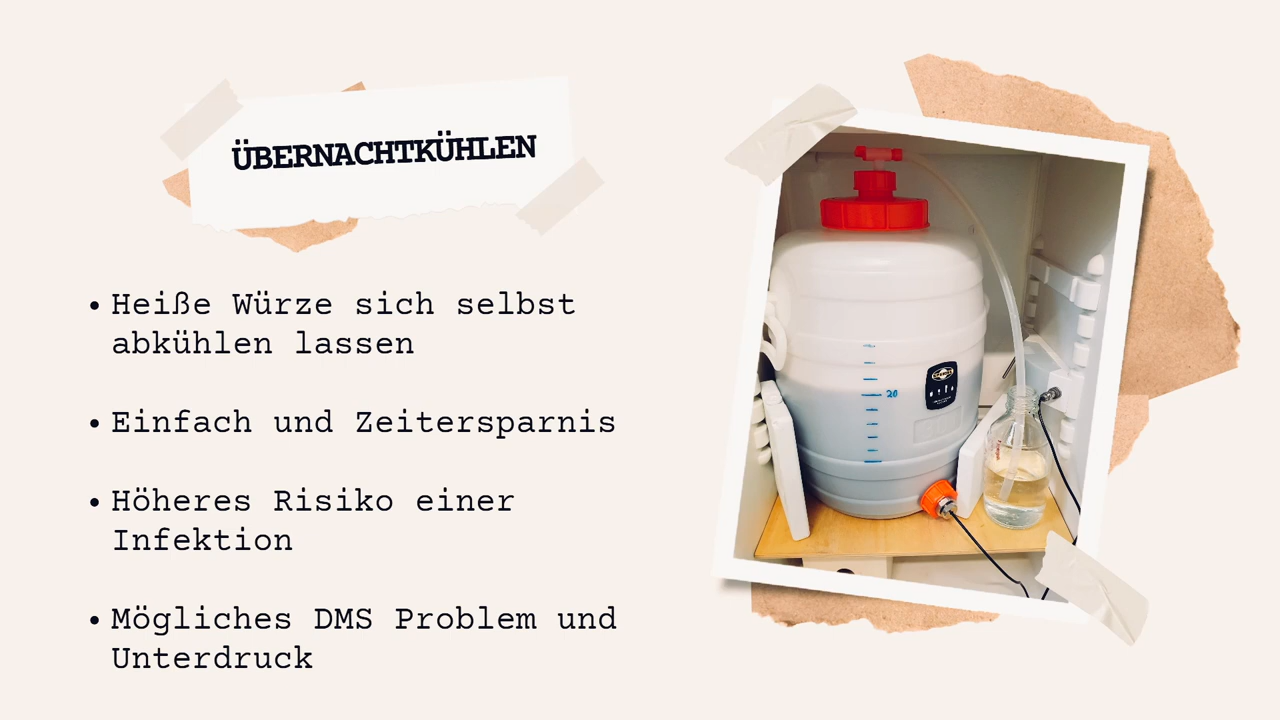 ÜBERNACHTKÜHLEN
• Heiße Würze sich selbst
abkühlen lassen
• Einfach und Zeitersparnis
• Höheres Risiko einer
Infektion
• Mögliches DMS Problem und
Unterdruck
20